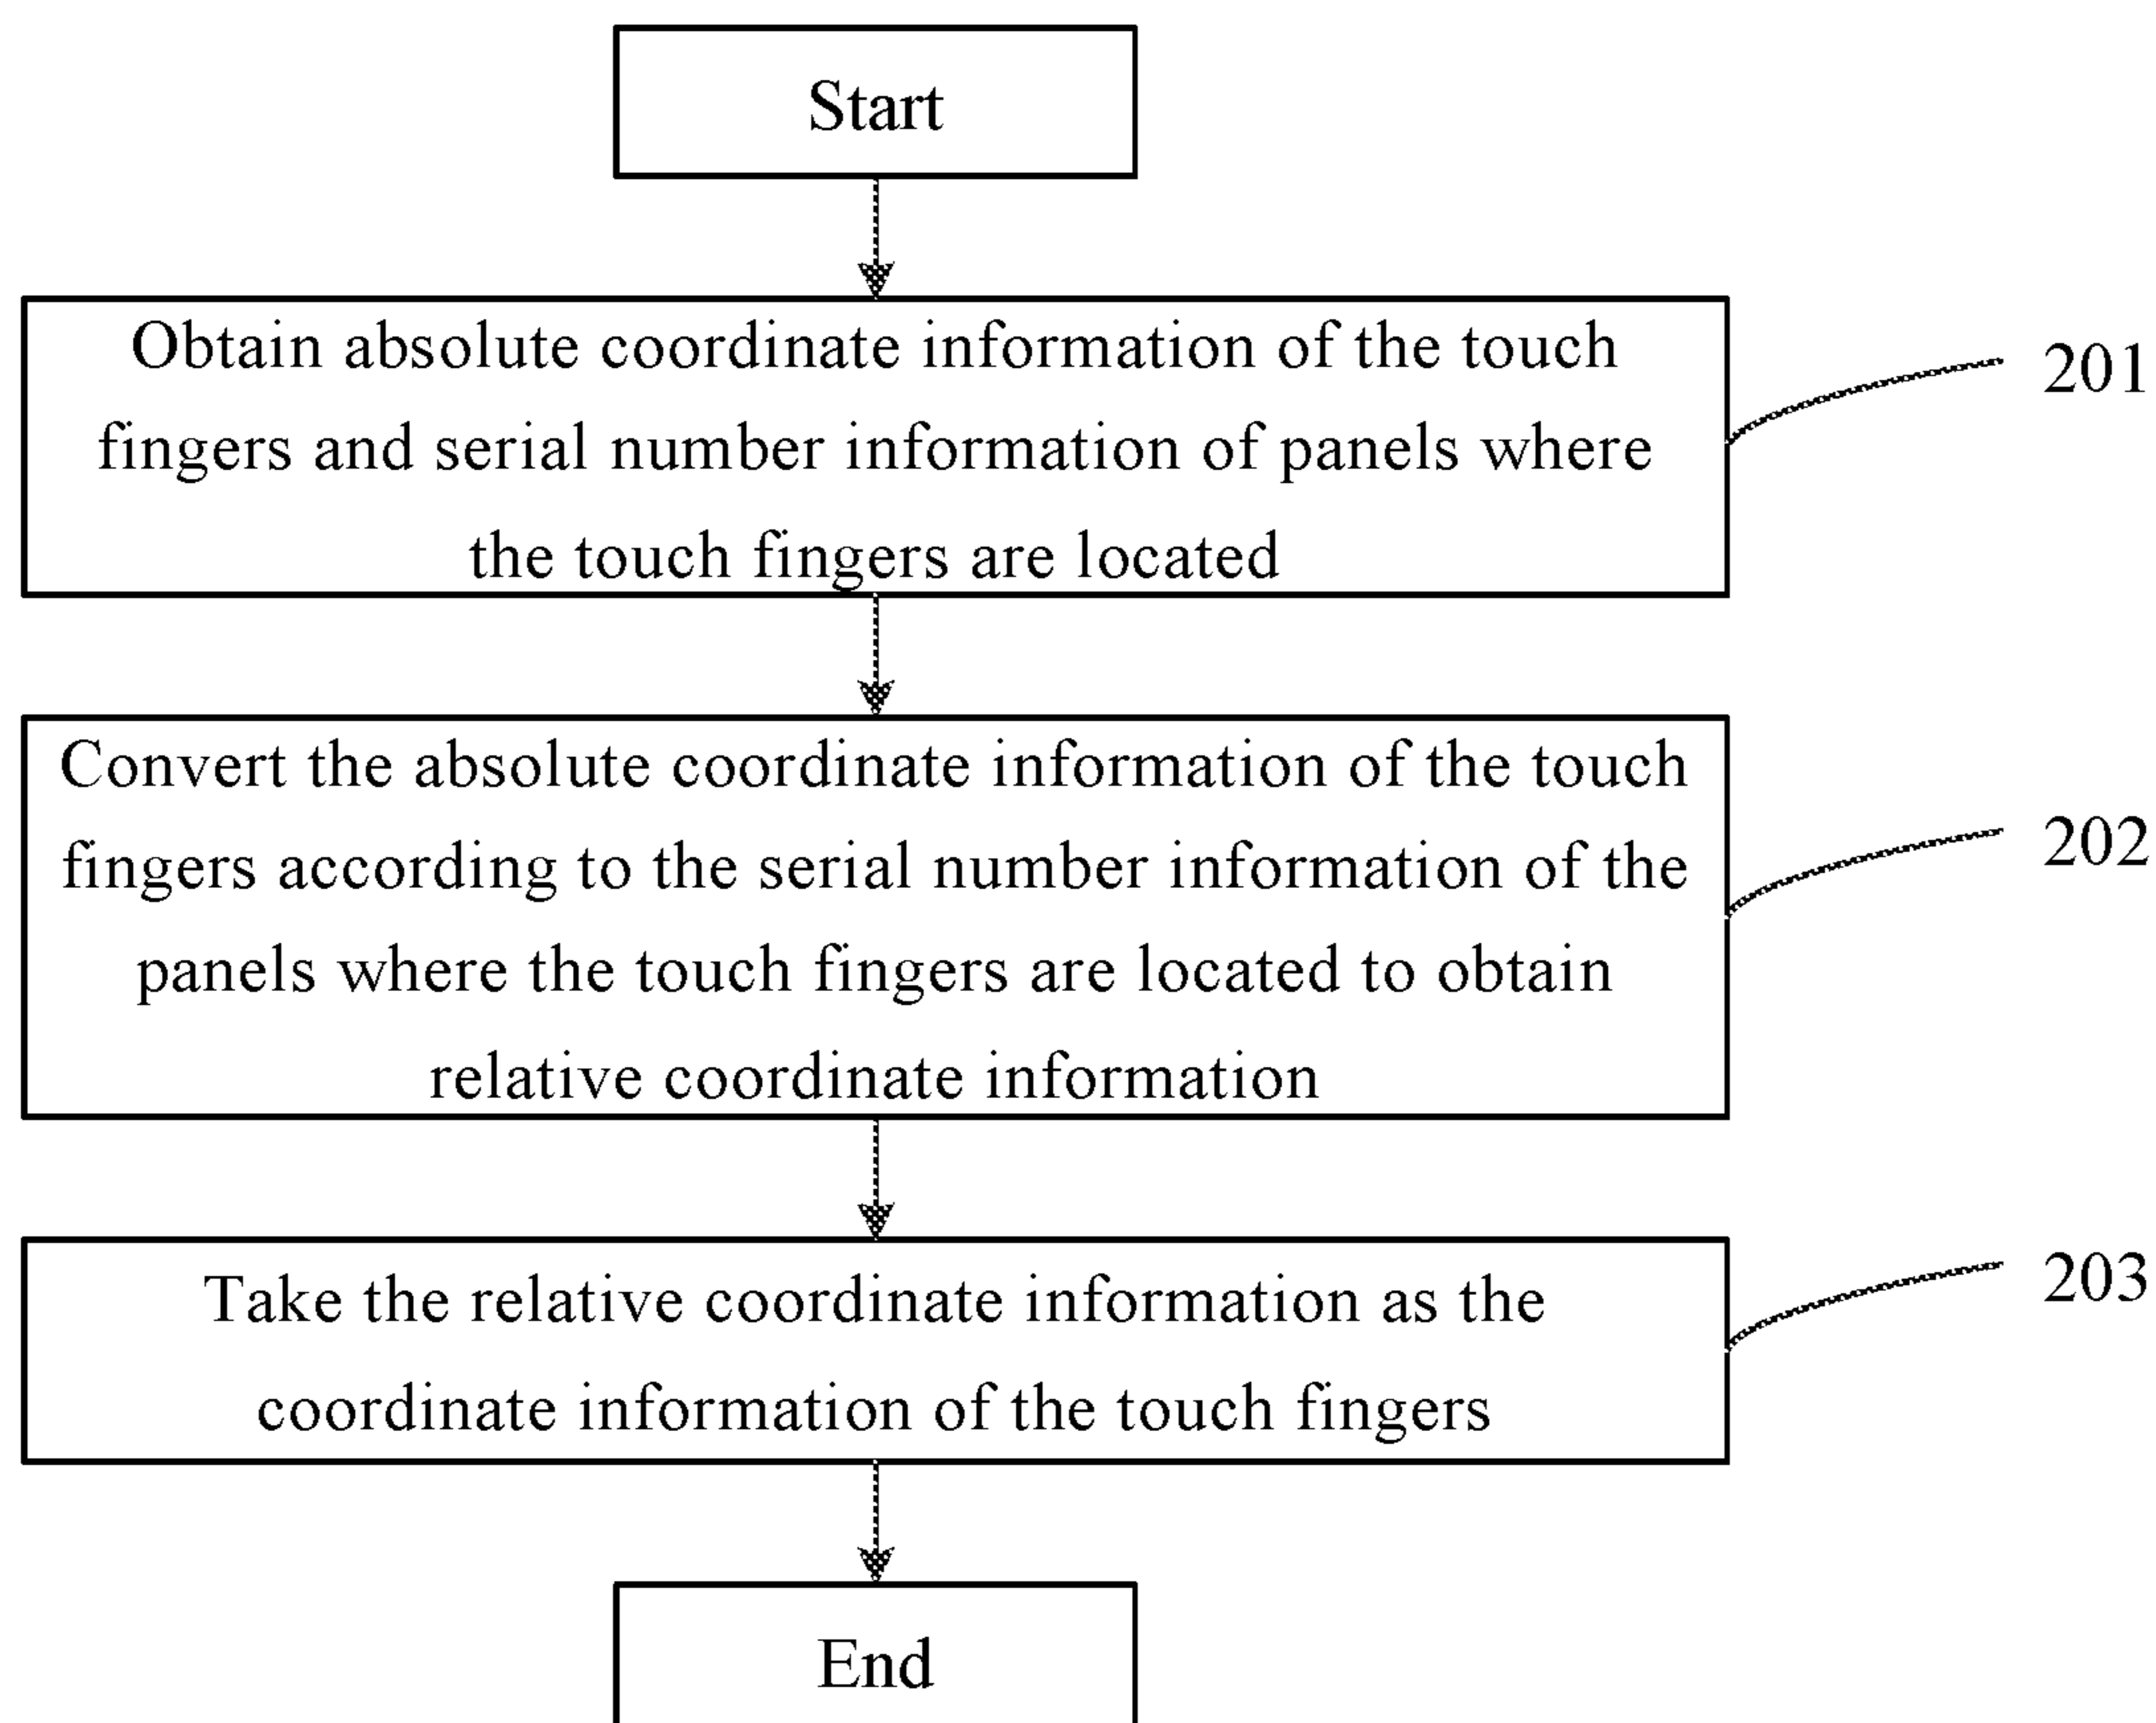 Start
Obtain absolute coordinate information of the touch
fingers and serial number information of panels where
the touch fingers are located
201
Convert the absolute coordinate information of the touch
fingers according to the serial number information of the
panels where the touch fingers are located to obtain
relative coordinate information
202
Take the relative coordinate information as the
coordinate information of the touch fingers
203
End